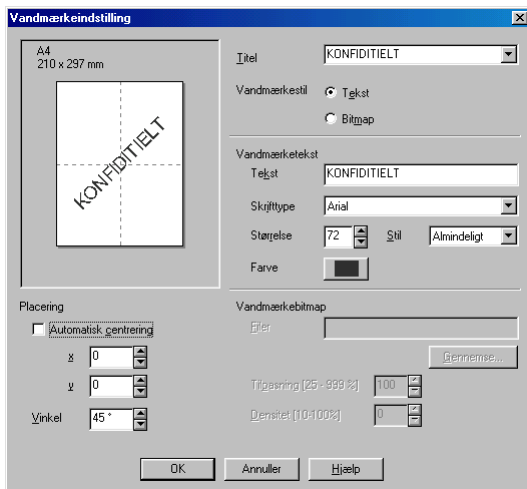 Vandmærkeindstilling
A4
210 x 297 mm
KONFIDITIELT
Titel KONFIDITIELT
Vandmærkestil Tekst
Bitmap
Vandmærketekst
Tekst KONFIDITIELT
Skrifttype Arial
Størrelse 72 Stil Almindeligt
Farve
Placering
Automatisk centrering
x 0
y 0
Vinkel 45 °
Vandmærkebitmap
Filer
Gennemse...
Tilpasning [25 - 999 %] 100
Densitet [10-100%] 0
OK Annuller Hjælp